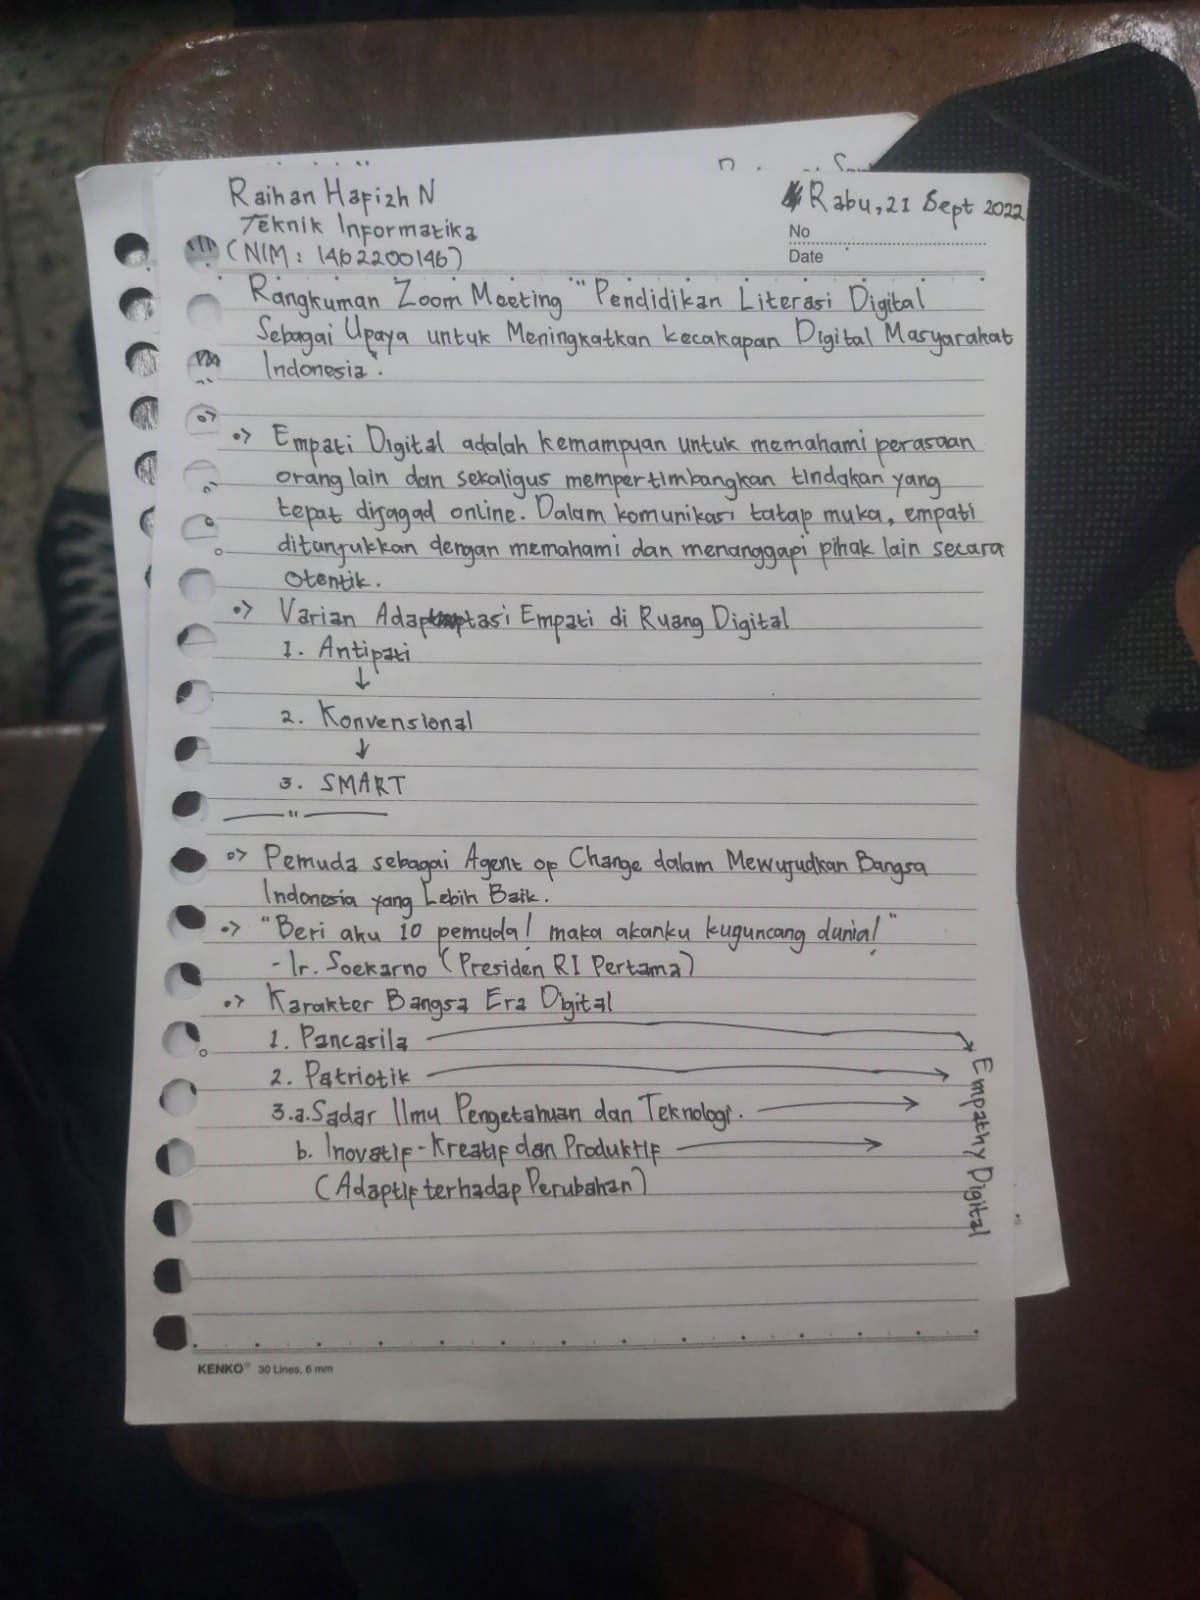 Raihan Hafizh N
Teknik Informatika
(NIM: 1462200146)
Rabu, 21 Sept 2022
No
Date
Rangkuman Zoom Meeting "Pendidikan Literasi Digital
Sebagai Upaya untuk Meningkatkan kecakapan Digital Masyarakat
Indonesia".
Empati Digital adalah kemampuan untuk memahami perasaan
orang lain dan sekaligus mempertimbangkan tindakan yang
tepat dijagad online. Dalam komunikasi tatap muka, empati
ditunjukkan dengan memahami dan menanggapi pihak lain secara
otentik.
Varian Adaptasi Empati di Ruang Digital
1. Antipati
↓
2. Konvensional
↓
3. SMART
Pemuda sebagai Agent of Change dalam Mewujudkan Bangsa
Indonesia yang Lebih Baik.
"Beri aku 10 pemuda! maka akanku kuguncang dunia!"
- Ir. Soekarno (Presiden RI Pertama)
Karakter Bangsa Era Digital
1. Pancasila
2. Patriotik
3.a. Sadar Ilmu Pengetahuan dan Teknologi.
b. Inovatif-Kreatif dan Produktif
(Adaptif terhadap Perubahan)
Empathy Digital
KENKO® 30 Lines, 6 mm